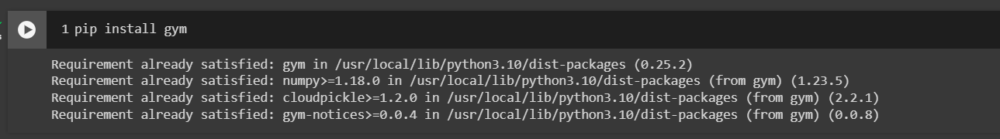 1 pip install gym
Requirement already satisfied: gym in /usr/local/lib/python3.10/dist-packages (0.25.2)
Requirement already satisfied: numpy>=1.18.0 in /usr/local/lib/python3.10/dist-packages (from gym) (1.23.5)
Requirement already satisfied: cloudpickle>=1.2.0 in /usr/local/lib/python3.10/dist-packages (from gym) (2.2.1)
Requirement already satisfied: gym-notices>=0.0.4 in /usr/local/lib/python3.10/dist-packages (from gym) (0.0.8)